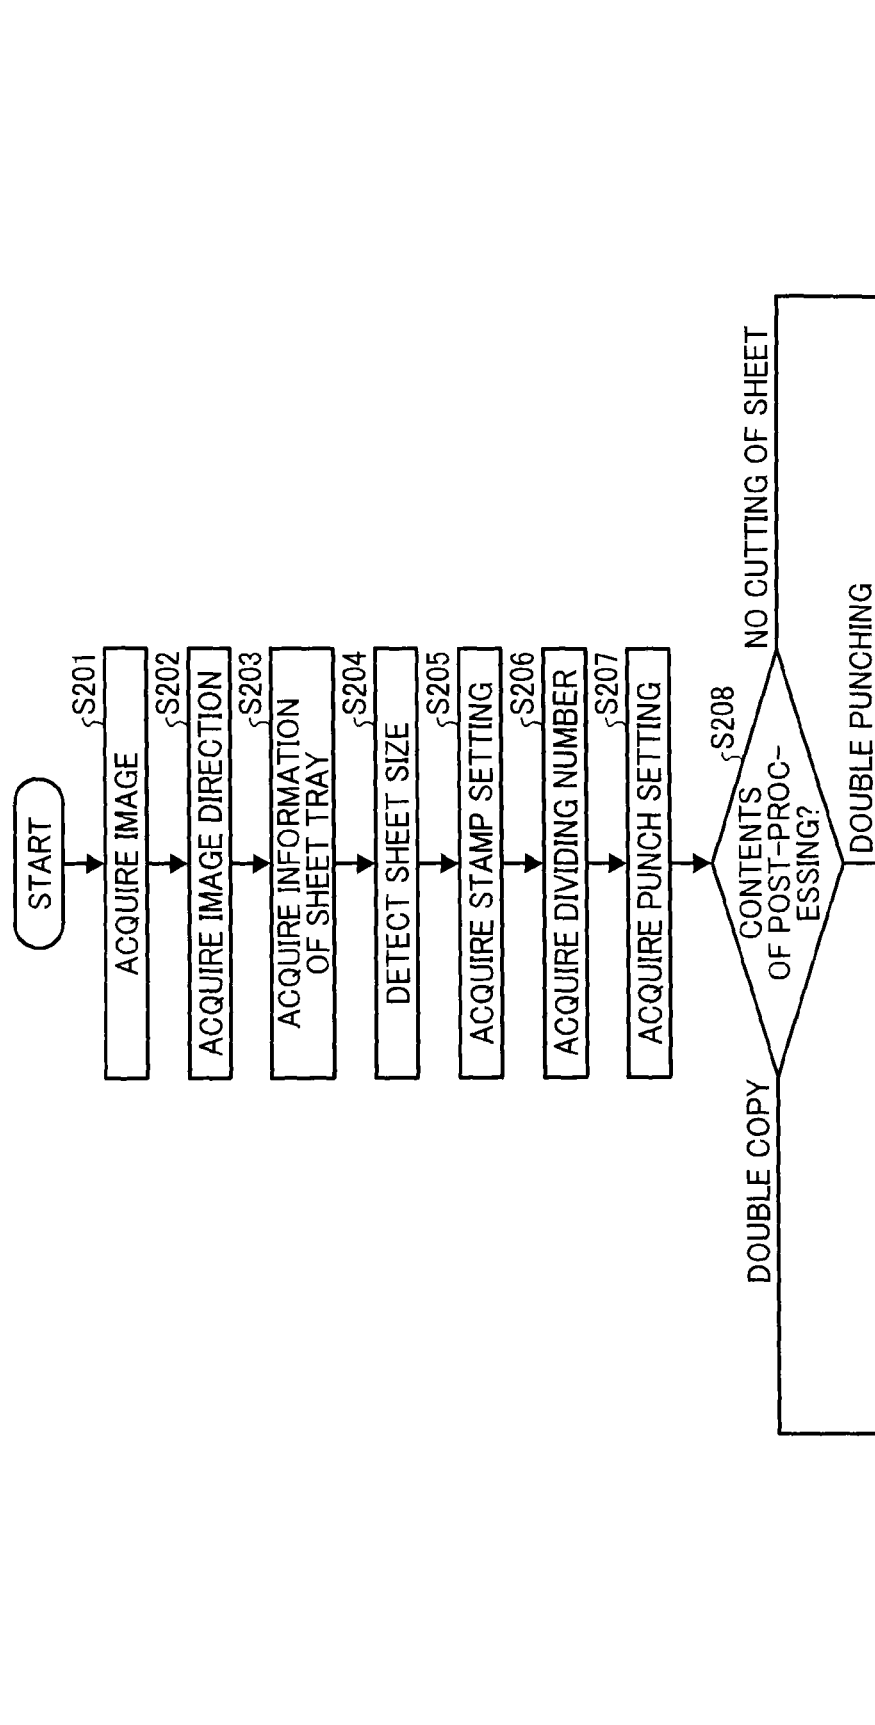 START
S201
ACQUIRE IMAGE
S202
ACQUIRE IMAGE DIRECTION
S203
ACQUIRE INFORMATION
OF SHEET TRAY
S204
DETECT SHEET SIZE
S205
ACQUIRE STAMP SETTING
S206
ACQUIRE DIVIDING NUMBER
S207
ACQUIRE PUNCH SETTING
S208
CONTENTS
OF POST-PROC-
ESSING?
DOUBLE COPY
NO CUTTING OF SHEET
DOUBLE PUNCHING